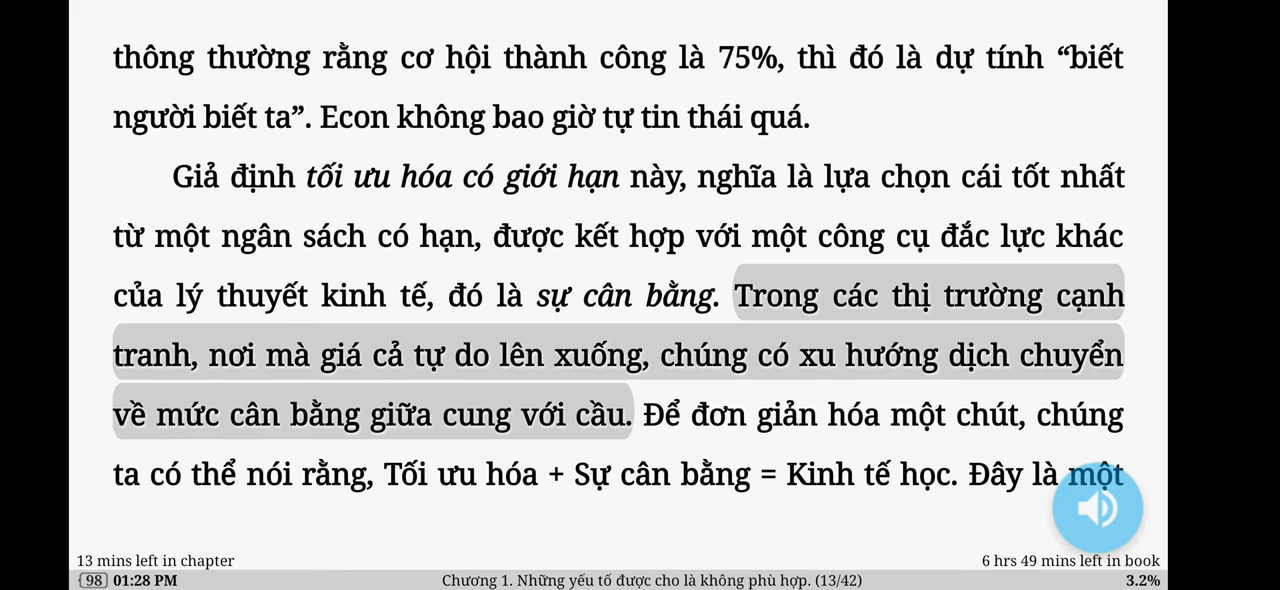 thông thường rằng cơ hội thành công là 75%, thì đó là dự tính “biết
người biết ta”. Econ không bao giờ tự tin thái quá.
Giả định tối ưu hóa có giới hạn này, nghĩa là lựa chọn cái tốt nhất
từ một ngân sách có hạn, được kết hợp với một công cụ đắc lực khác
của lý thuyết kinh tế, đó là sự cân bằng. Trong các thị trường cạnh
tranh, nơi mà giá cả tự do lên xuống, chúng có xu hướng dịch chuyển
về mức cân bằng giữa cung với cầu. Để đơn giản hóa một chút, chúng
ta có thể nói rằng, Tối ưu hóa + Sự cân bằng = Kinh tế học. Đây là một
13 mins left in chapter 6 hrs 49 mins left in book
98 01:28 PM Chương 1. Những yếu tố được cho là không phù hợp. (13/42) 3.2%